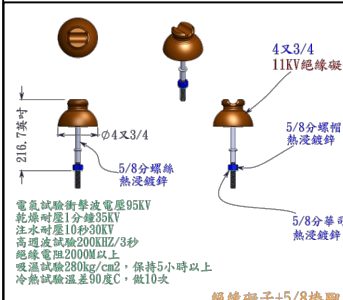 4又3/4
11KV絕緣礙
216.7英吋
∅4又3/4
5/8分螺帽
熱浸鍍鋅
5/8分螺絲
熱浸鍍鋅
5/8分華司
熱浸鍍鋅
電氣試驗衝擊波電壓95KV
乾燥耐壓1分鐘35KV
注水耐壓10秒30KV
高週波試驗200KHZ/3秒
絕緣電阻2000M以上
吸濕試驗280kg/cm2，保持5小時以上
冷熱試驗溫差90度C，做10次
絕緣礙子+5/8橋腳